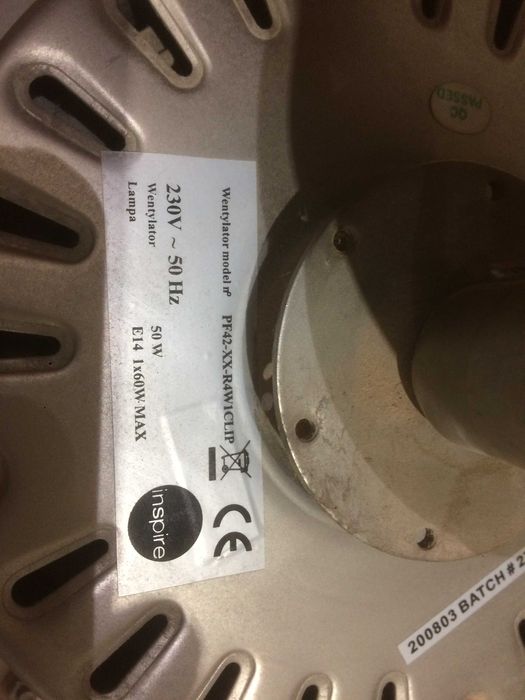 Wentylator model nº PF42-XX-R4W1CLIP
230V ~ 50 Hz
Wentylator 50 W
Lampa E14 1x60W MAX
CE
inspire
QC
PASSED
200803 BATCH #